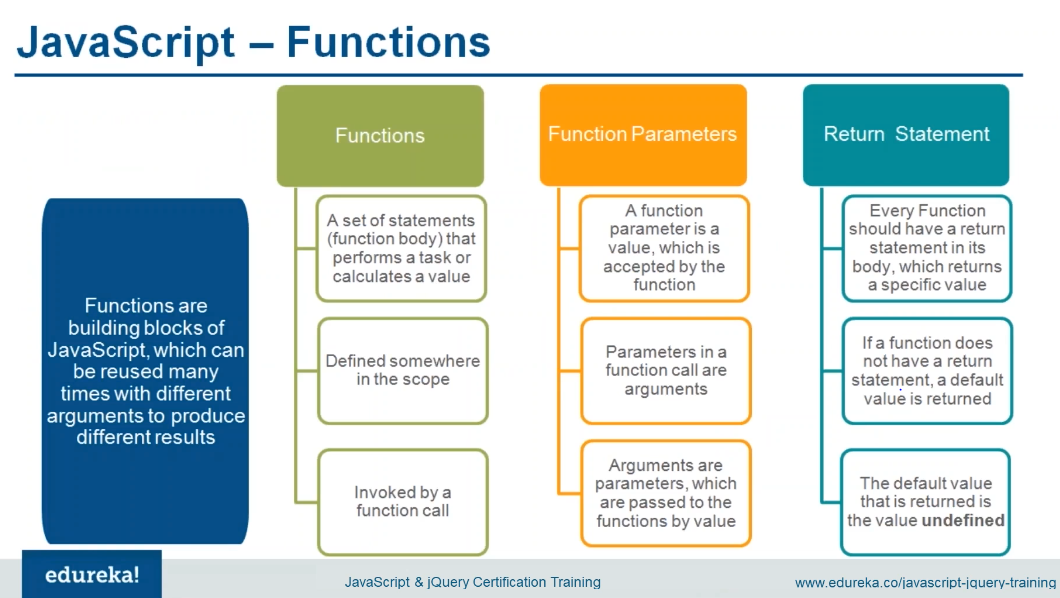 JavaScript – Functions
Functions are
building blocks of
JavaScript, which can
be reused many
times with different
arguments to produce
different results
Functions
A set of statements
(function body) that
performs a task or
calculates a value
Defined somewhere
in the scope
Invoked by a
function call
Function Parameters
A function
parameter is a
value, which is
accepted by the
function
Parameters in a
function call are
arguments
Arguments are
parameters, which
are passed to the
functions by value
Return Statement
Every Function
should have a return
statement in its
body, which returns
a specific value
If a function does
not have a return
statement, a default
value is returned
The default value
that is returned is
the value undefined
edureka!
JavaScript & jQuery Certification Training
www.edureka.co/javascript-jquery-training